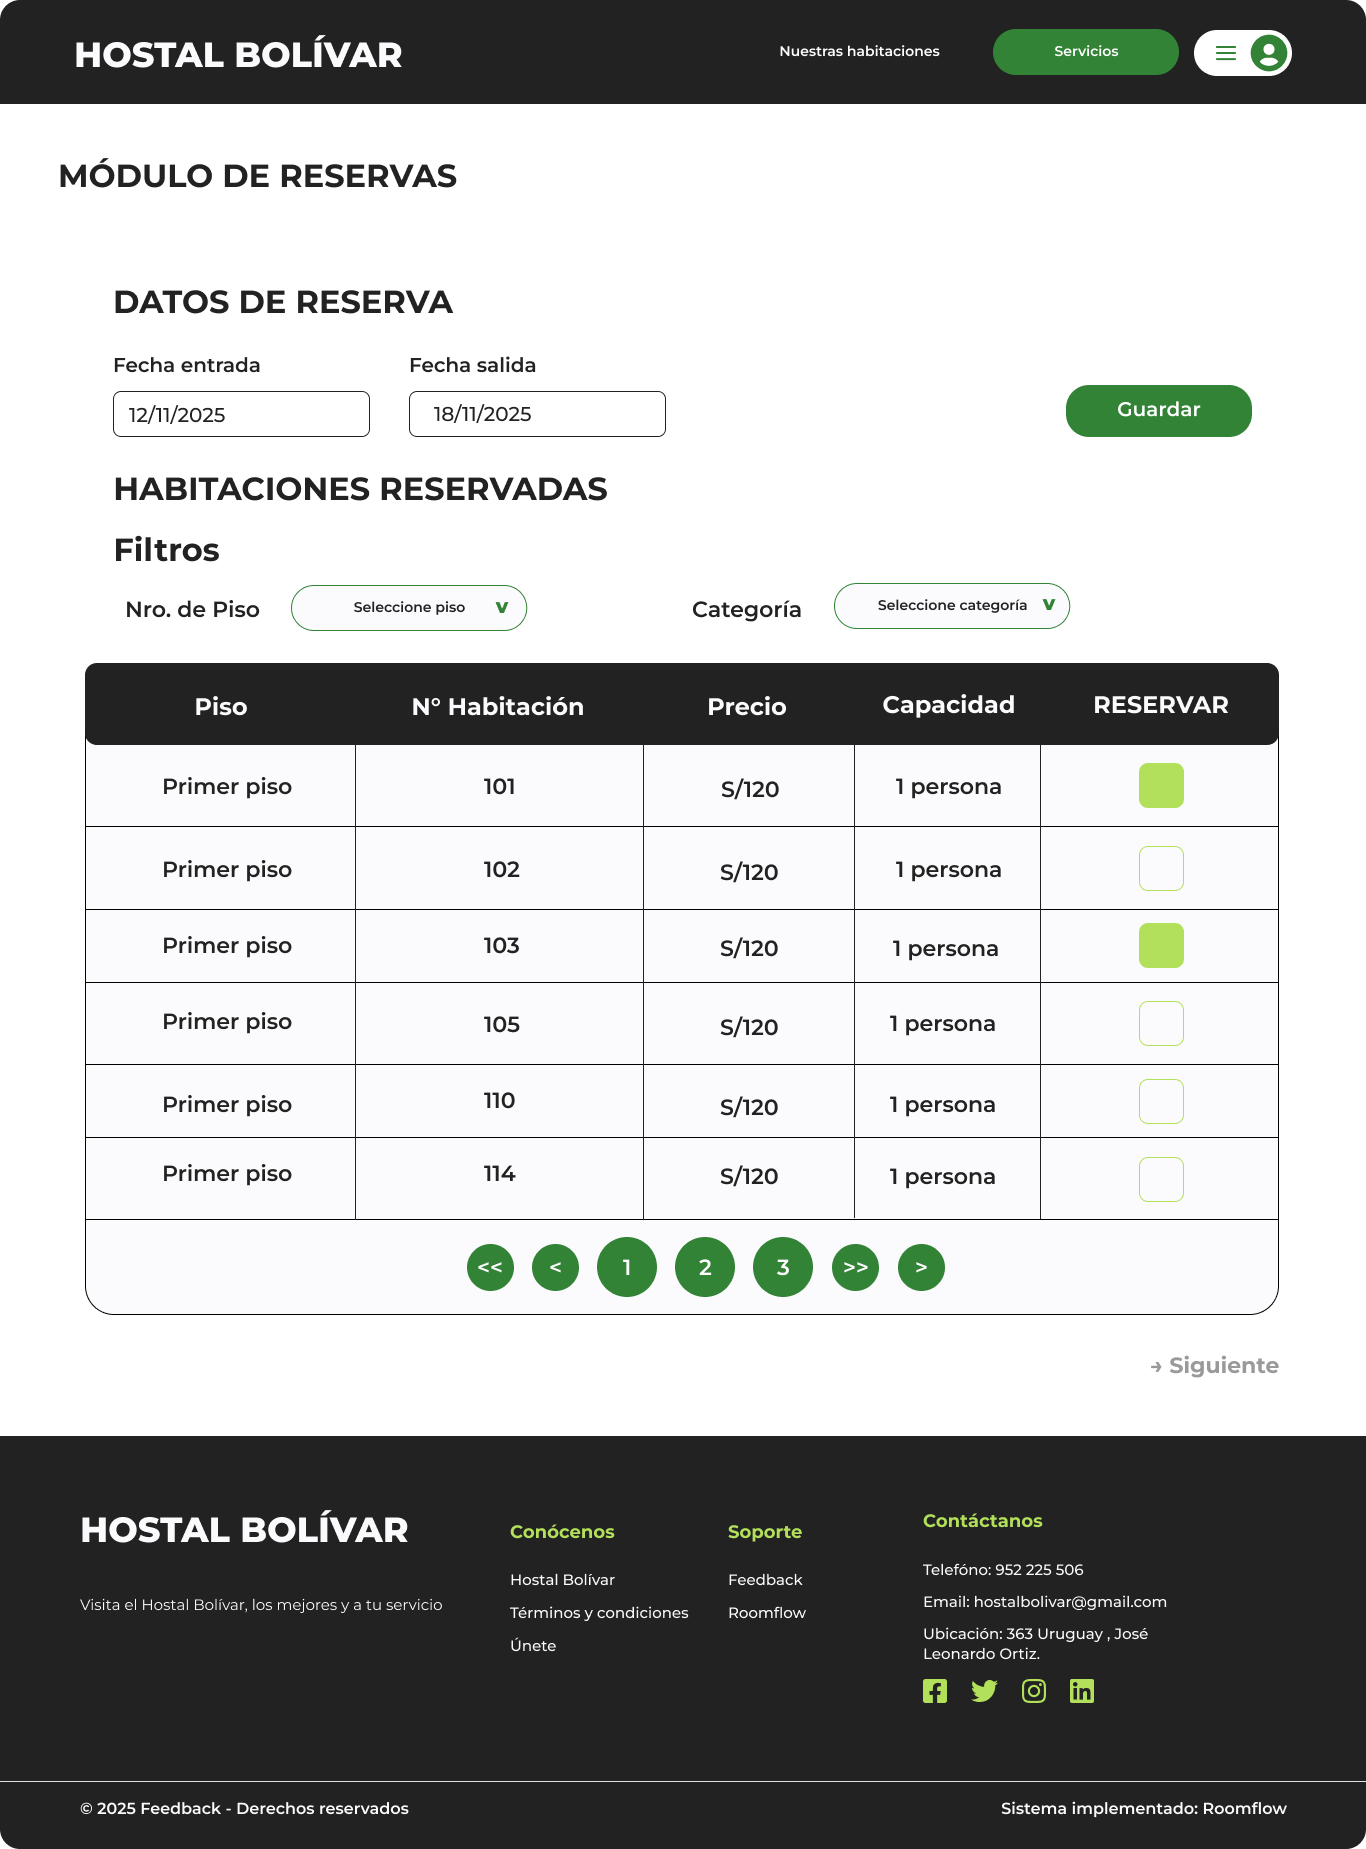 HOSTAL BOLÍVAR
Nuestras habitaciones
Servicios
MÓDULO DE RESERVAS
DATOS DE RESERVA
Fecha entrada
Fecha salida
12/11/2025
18/11/2025
Guardar
HABITACIONES RESERVADAS
Filtros
Nro. de Piso
Seleccione piso
v
Categoría
Seleccione categoría
v
Piso N° Habitación Precio Capacidad RESERVAR
Primer piso 101 S/120 1 persona
Primer piso 102 S/120 1 persona
Primer piso 103 S/120 1 persona
Primer piso 105 S/120 1 persona
Primer piso 110 S/120 1 persona
Primer piso 114 S/120 1 persona
<< < 1 2 3 >> >
→ Siguiente
HOSTAL BOLÍVAR
Visita el Hostal Bolívar, los mejores y a tu servicio
Conócenos
Hostal Bolívar
Términos y condiciones
Únete
Soporte
Feedback
Roomflow
Contáctanos
Telefóno: 952 225 506
Email: hostalbolivar@gmail.com
Ubicación: 363 Uruguay , José
Leonardo Ortiz.
© 2025 Feedback - Derechos reservados
Sistema implementado: Roomflow